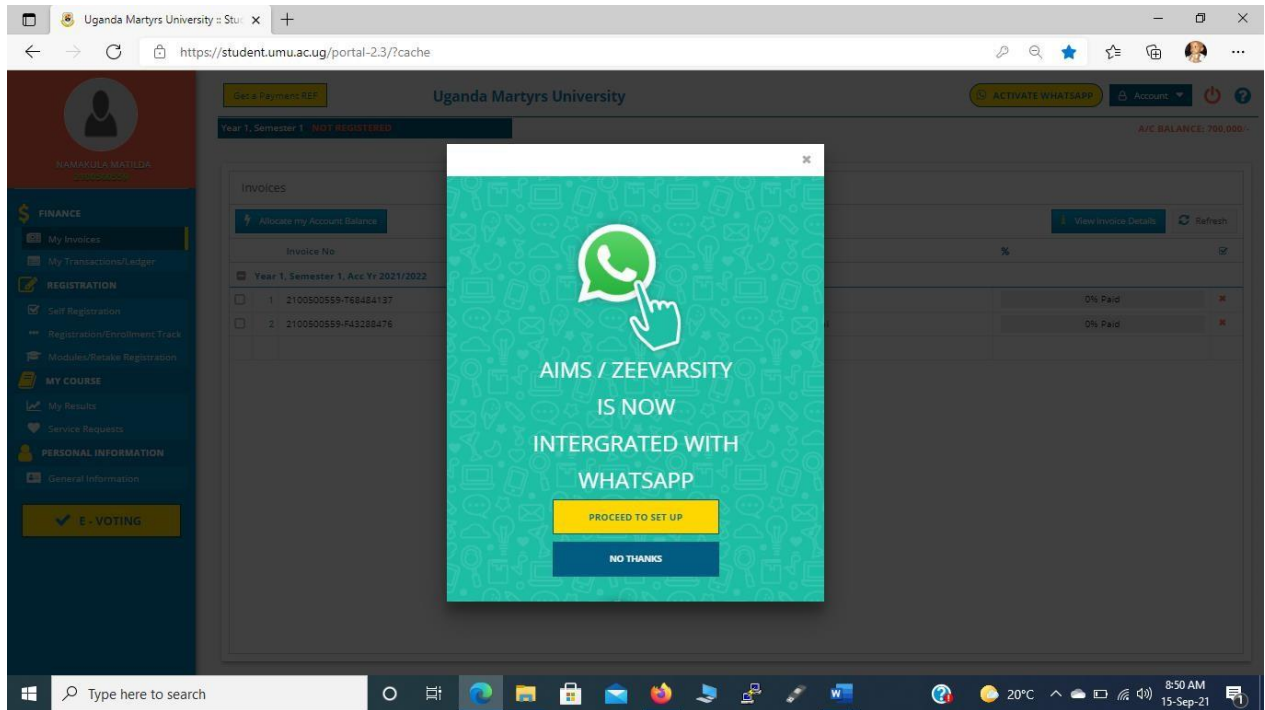 Uganda Martyrs University :: Stu
https://student.umu.ac.ug/portal-2.3/?cache
Get a Payment REF
Uganda Martyrs University
ACTIVATE WHATSAPP
Account
Year 1, Semester 1 NOT REGISTERED
A/C BALANCE: 700,000/=
NAMAKULA MATILDA
FINANCE
My Invoices
My Transactions/Ledger
REGISTRATION
Self Registration
Registration/Enrollment Track
Modules/Retake Registration
MY COURSE
My Results
Service Requests
PERSONAL INFORMATION
General Information
E - VOTING
Invoices
Allocate my Account Balance
View Invoice Details
Refresh
Invoice No
%
Year 1, Semester 1, Acc Yr 2021/2022
1 2100500559-T68484137
0% Paid
2 2100500559-F43288476
0% Paid
AIMS / ZEEVARSITY
IS NOW
INTERGRATED WITH
WHATSAPP
PROCEED TO SET UP
NO THANKS
Type here to search
20°C
8:50 AM
15-Sep-21